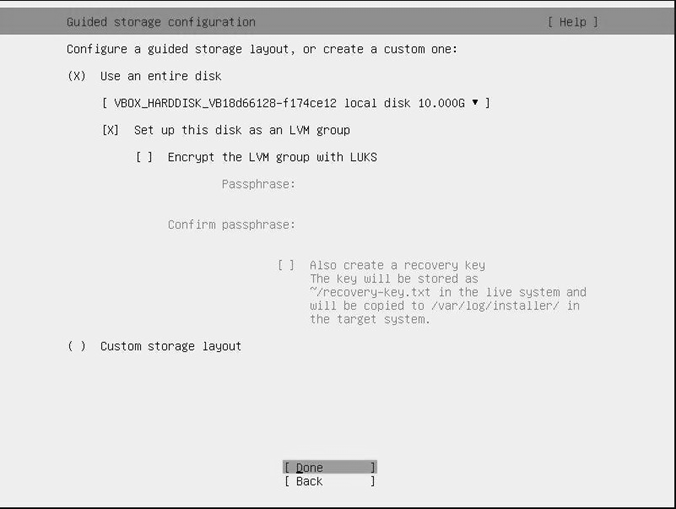 Guided storage configuration [ Help ]
Configure a guided storage layout, or create a custom one:
(X) Use an entire disk
[ VBOX_HARDDISK_VB18d66128-f174ce12 local disk 10.000G ▾ ]
[X] Set up this disk as an LVM group
[ ] Encrypt the LVM group with LUKS
Passphrase:
Confirm passphrase:
[ ] Also create a recovery key
The key will be stored as
~/recovery-key.txt in the live system and
will be copied to /var/log/installer/ in
the target system.
( ) Custom storage layout
[ Done ]
[ Back ]